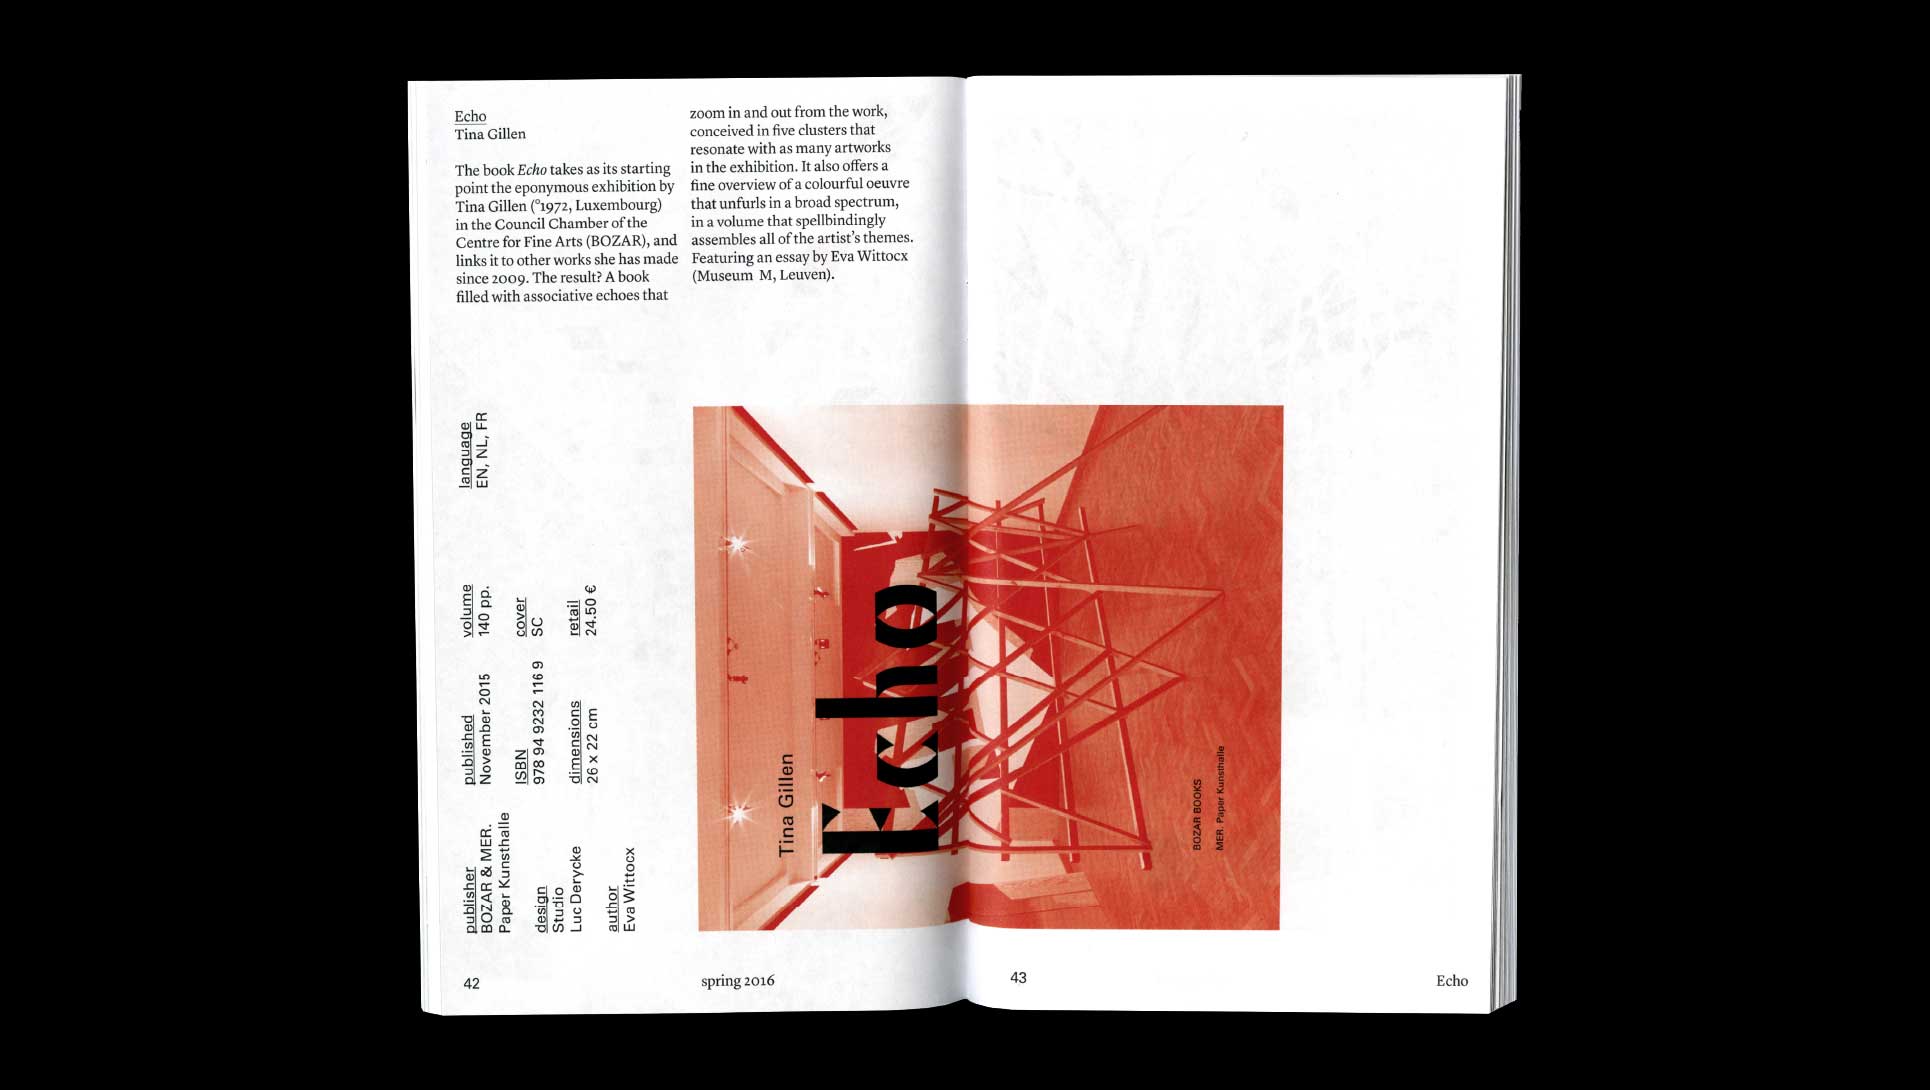 Echo
Tina Gillen
The book Echo takes as its starting
point the eponymous exhibition by
Tina Gillen (°1972, Luxembourg)
in the Council Chamber of the
Centre for Fine Arts (BOZAR), and
links it to other works she has made
since 2009. The result? A book
filled with associative echoes that
zoom in and out from the work,
conceived in five clusters that
resonate with as many artworks
in the exhibition. It also offers a
fine overview of a colourful oeuvre
that unfurls in a broad spectrum,
in a volume that spellbindingly
assembles all of the artist's themes.
Featuring an essay by Eva Wittocx
(Museum M, Leuven).
publisher
BOZAR & MER.
Paper Kunsthalle
design
Studio
Luc Derycke
author
Eva Wittocx
published
November 2015
ISBN
978 94 9232 116 9
dimensions
26 x 22 cm
volume
140 pp.
cover
SC
retail
24.50 €
language
EN, NL, FR
Tina Gillen
Echo
BOZAR BOOKS
MER. Paper Kunsthalle
42
spring 2016
43
Echo